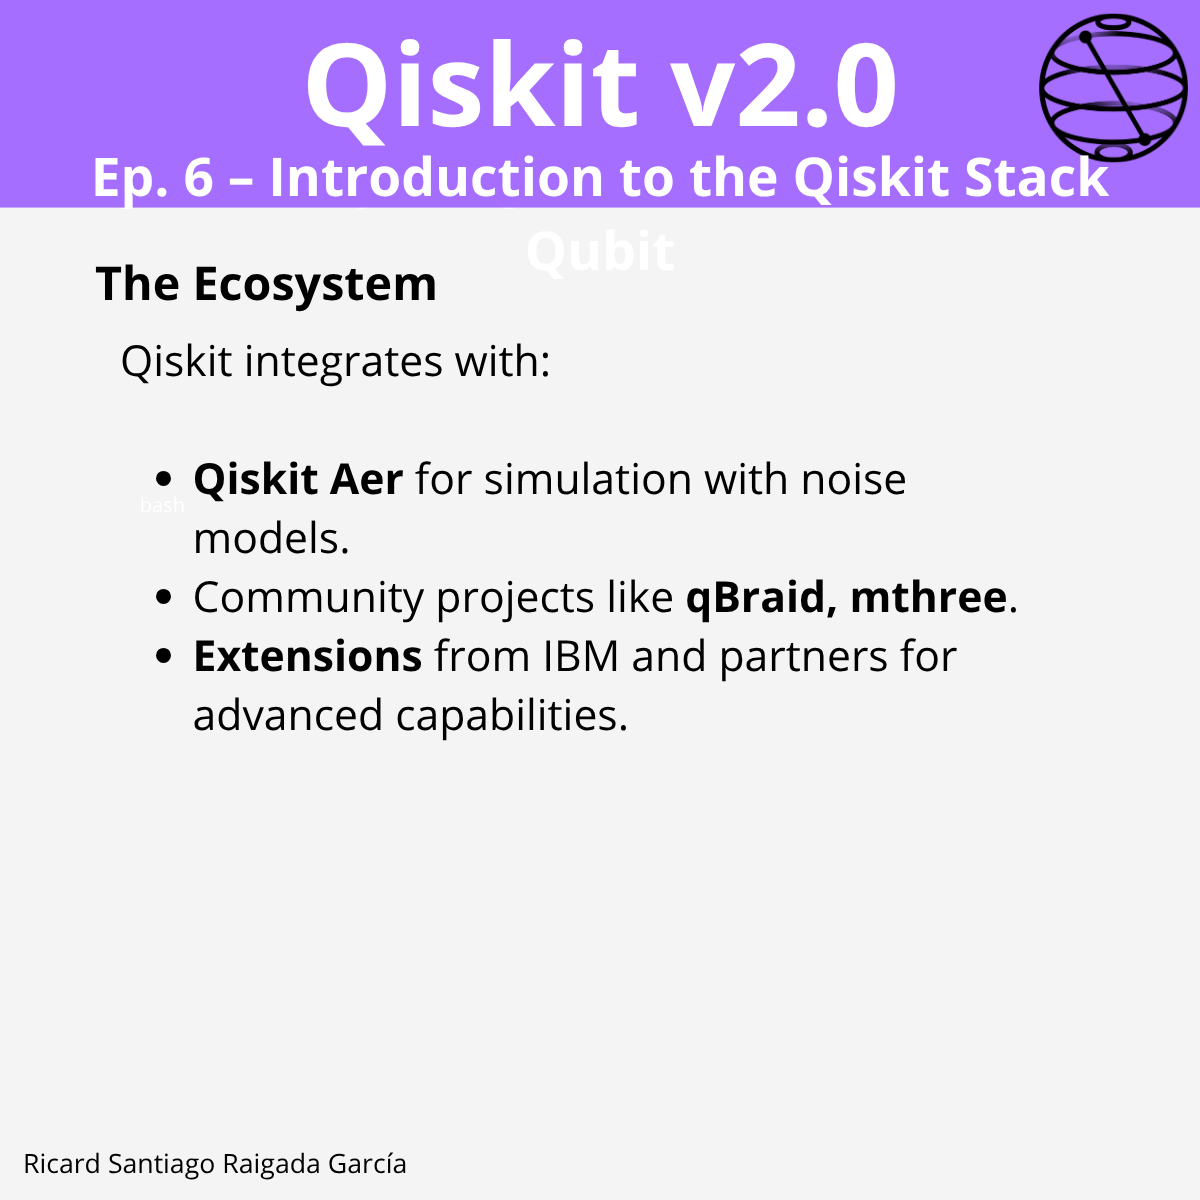 Qiskit v2.0
Ep. 6 – Introduction to the Qiskit Stack
Qubit
The Ecosystem
Qiskit integrates with:
• Qiskit Aer for simulation with noise
bash
models.
• Community projects like qBraid, mthree.
• Extensions from IBM and partners for
advanced capabilities.
Ricard Santiago Raigada García